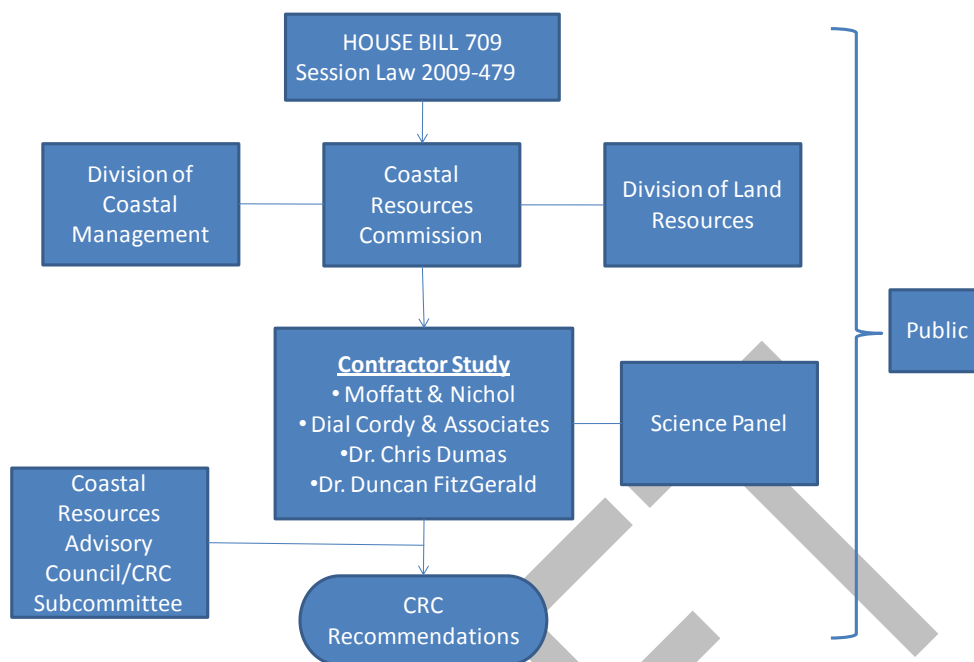 HOUSE BILL 709
Session Law 2009-479
Division of
Coastal
Management
Coastal
Resources
Commission
Division of Land
Resources
Public
Contractor Study
•Moffatt & Nichol
•Dial Cordy & Associates
•Dr. Chris Dumas
•Dr. Duncan FitzGerald
Science Panel
Coastal
Resources
Advisory
Council/CRC
Subcommittee
CRC
Recommendations